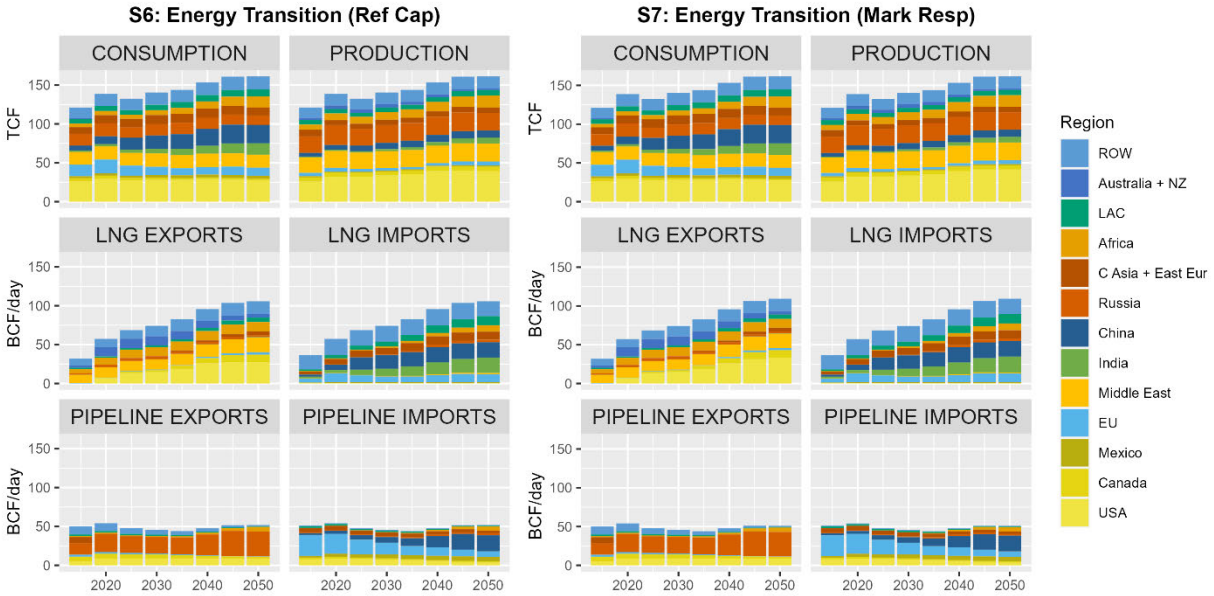 S6: Energy Transition (Ref Cap)
S7: Energy Transition (Mark Resp)
CONSUMPTION
PRODUCTION
CONSUMPTION
PRODUCTION
150
100
50
0
TCF
150
100
50
0
TCF
LNG EXPORTS
LNG IMPORTS
LNG EXPORTS
LNG IMPORTS
150
100
50
0
BCF/day
150
100
50
0
BCF/day
PIPELINE EXPORTS
PIPELINE IMPORTS
PIPELINE EXPORTS
PIPELINE IMPORTS
150
100
50
0
BCF/day
150
100
50
0
BCF/day
2020 2030 2040 2050
2020 2030 2040 2050
2020 2030 2040 2050
2020 2030 2040 2050
Region
ROW
Australia + NZ
LAC
Africa
C Asia + East Eur
Russia
China
India
Middle East
EU
Mexico
Canada
USA